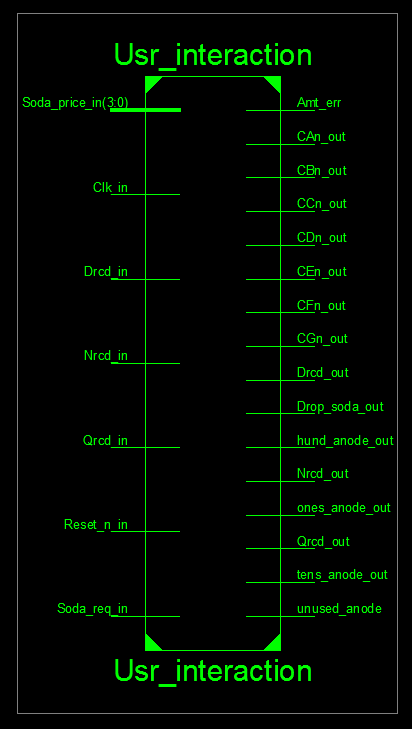 Usr_interaction
Soda_price_in(3:0)
Clk_in
Drcd_in
Nrcd_in
Qrcd_in
Reset_n_in
Soda_req_in
Amt_err
CAn_out
CBn_out
CCn_out
CDn_out
CEn_out
CFn_out
CGn_out
Drcd_out
Drop_soda_out
hund_anode_out
Nrcd_out
ones_anode_out
Qrcd_out
tens_anode_out
unused_anode
Usr_interaction